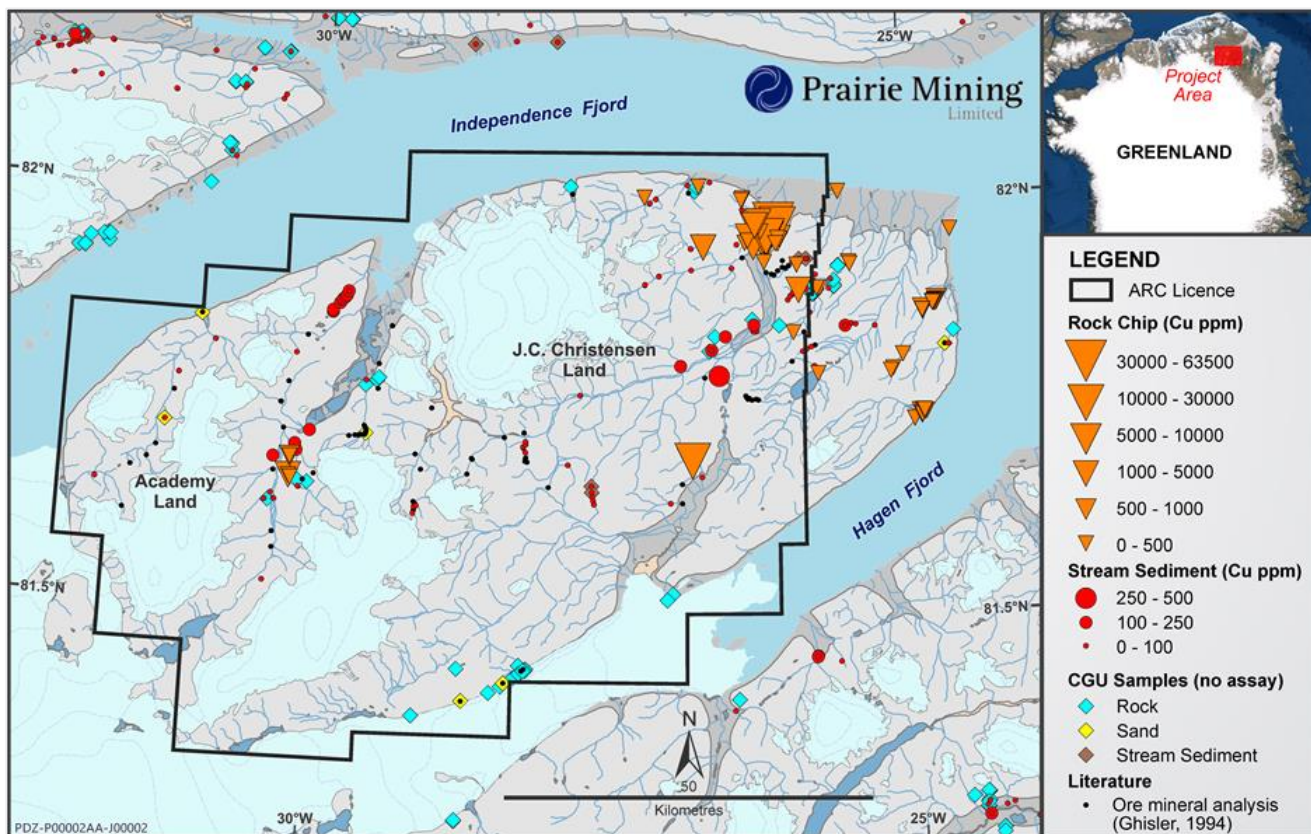 30°W
25°W
Independence Fjord
Prairie Mining
Limited
82°N
82°N
J.C. Christensen
Land
Academy
Land
Hagen Fjord
81.5°N
81.5°N
N
50
Kilometres
30°W
25°W
PDZ-P00002AA-J00002
Project
Area
GREENLAND
LEGEND
ARC Licence
Rock Chip (Cu ppm)
30000 - 63500
10000 - 30000
5000 - 10000
1000 - 5000
500 - 1000
0 - 500
Stream Sediment (Cu ppm)
250 - 500
100 - 250
0 - 100
CGU Samples (no assay)
Rock
Sand
Stream Sediment
Literature
Ore mineral analysis
(Ghisler, 1994)